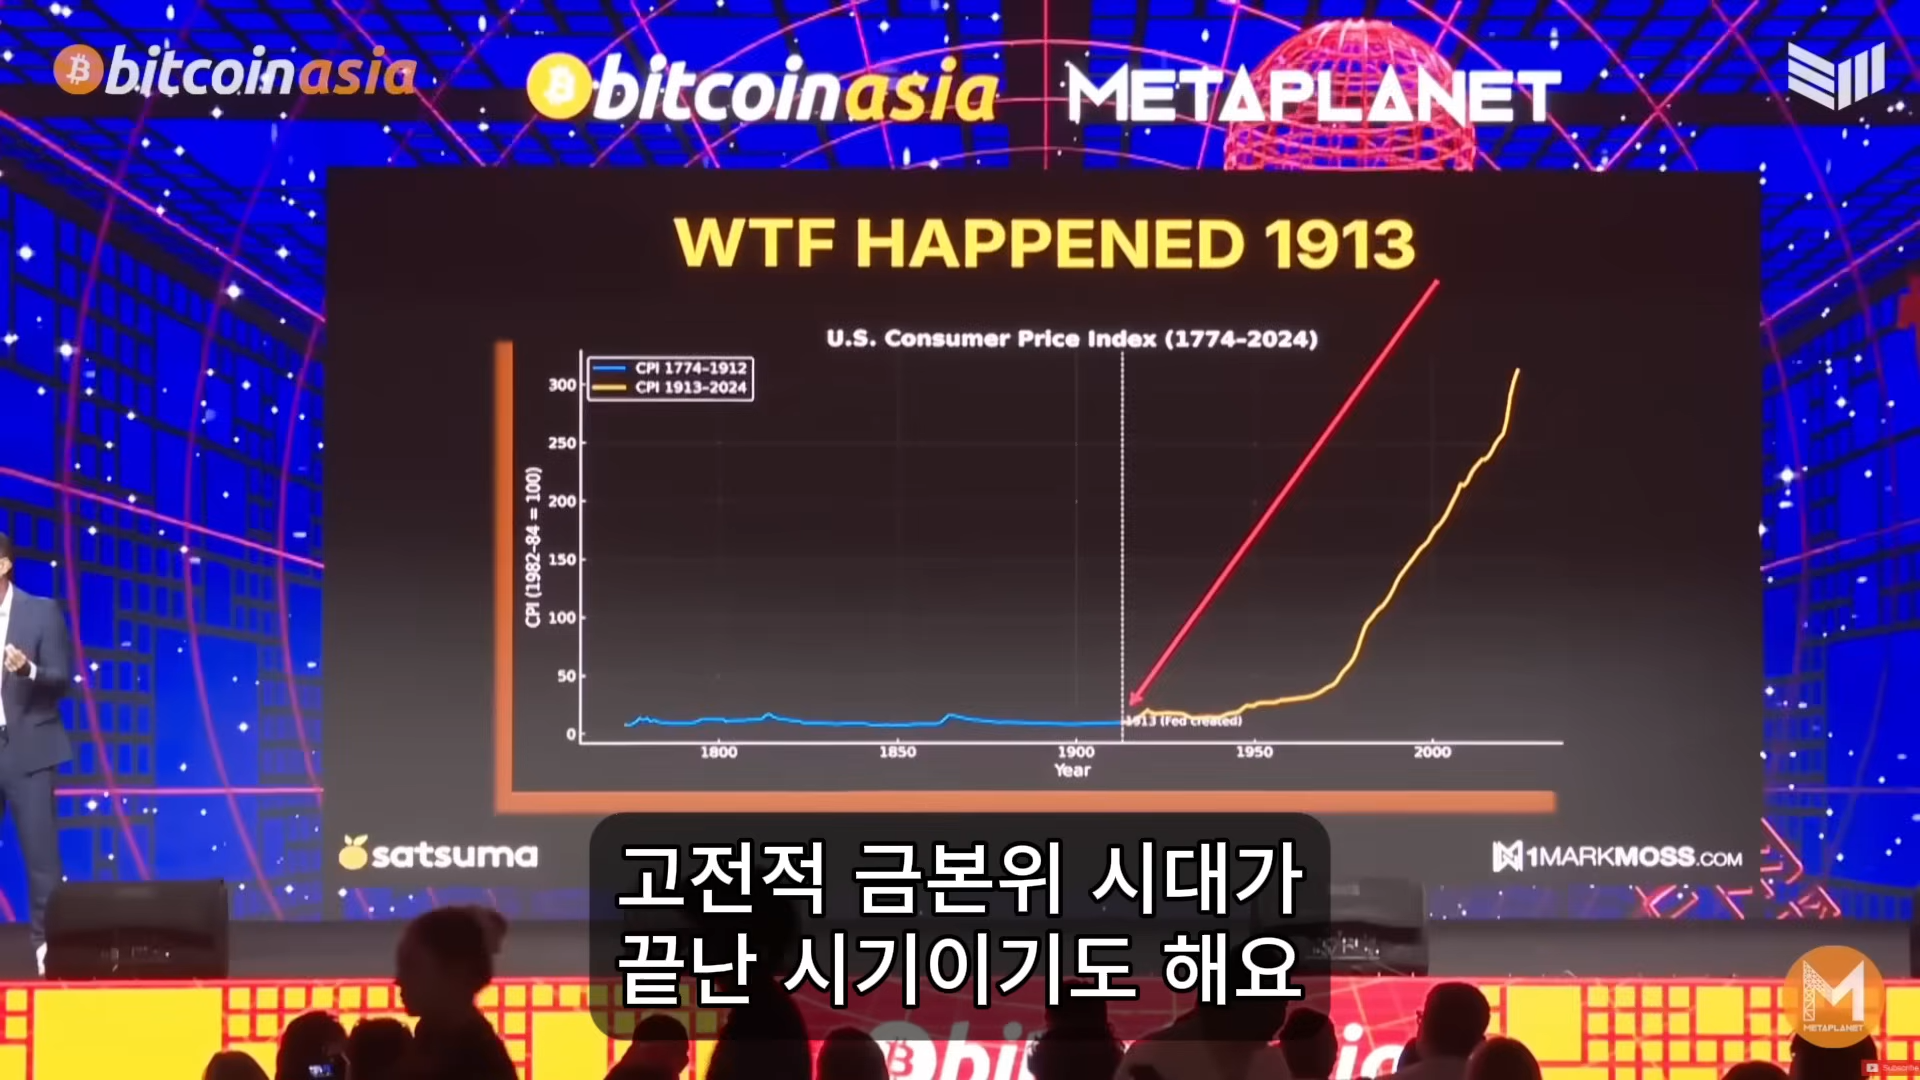 bitcoinasia
bitcoinasia
METAPLANET
WTF HAPPENED 1913
U.S. Consumer Price Index (1774–2024)
CPI 1774–1912
CPI 1913–2024
300
250
200
150
100
50
0
CPI (1982–84 = 100)
1913 (Fed created)
1800
1850
1900
1950
2000
Year
satsuma
1MARKMOSS.COM
고전적 금본위 시대가
끝난 시기이기도 해요
METAPLANET
Subscribe